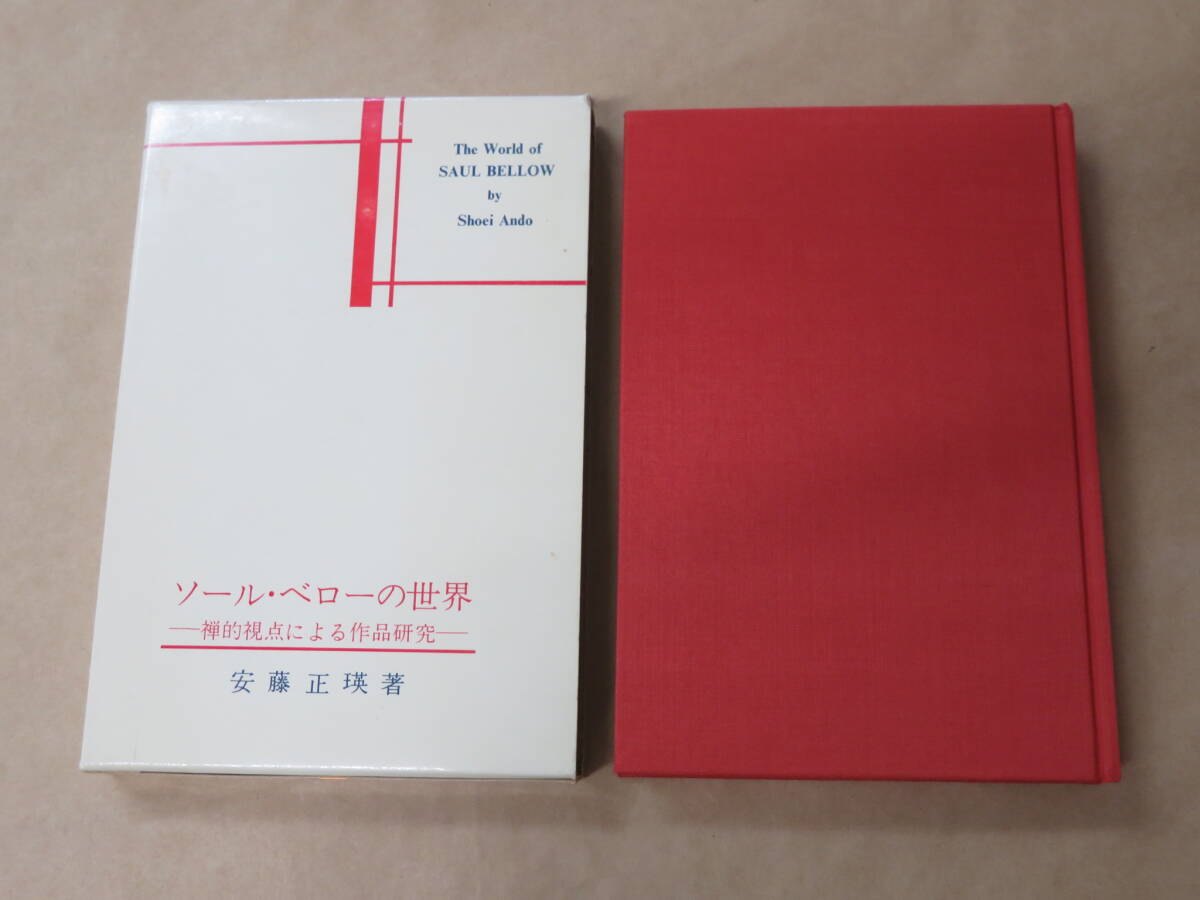 The World of
SAUL BELLOW
by
Shoei Ando
ソール・ベローの世界
―禅的視点による作品研究―
安藤正瑛著